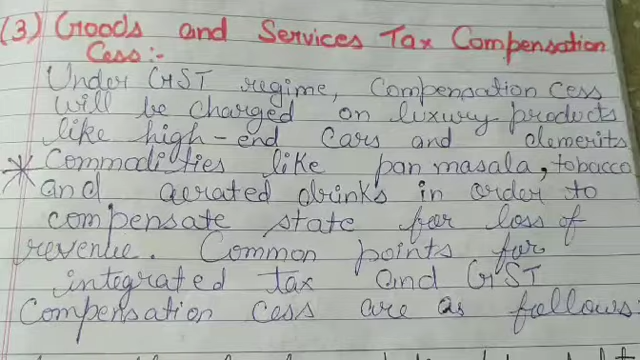 (3) Goods and Services Tax Compensation
Cess:-
Under GST regime, Compensation cess
will be charged on luxury products
like high-end cars and demerits
* Commodities like pan masala, tobacco
and aerated drinks in order to
compensate state for loss of
revenue. Common points for
integrated tax and GST
Compensation cess are as follows: